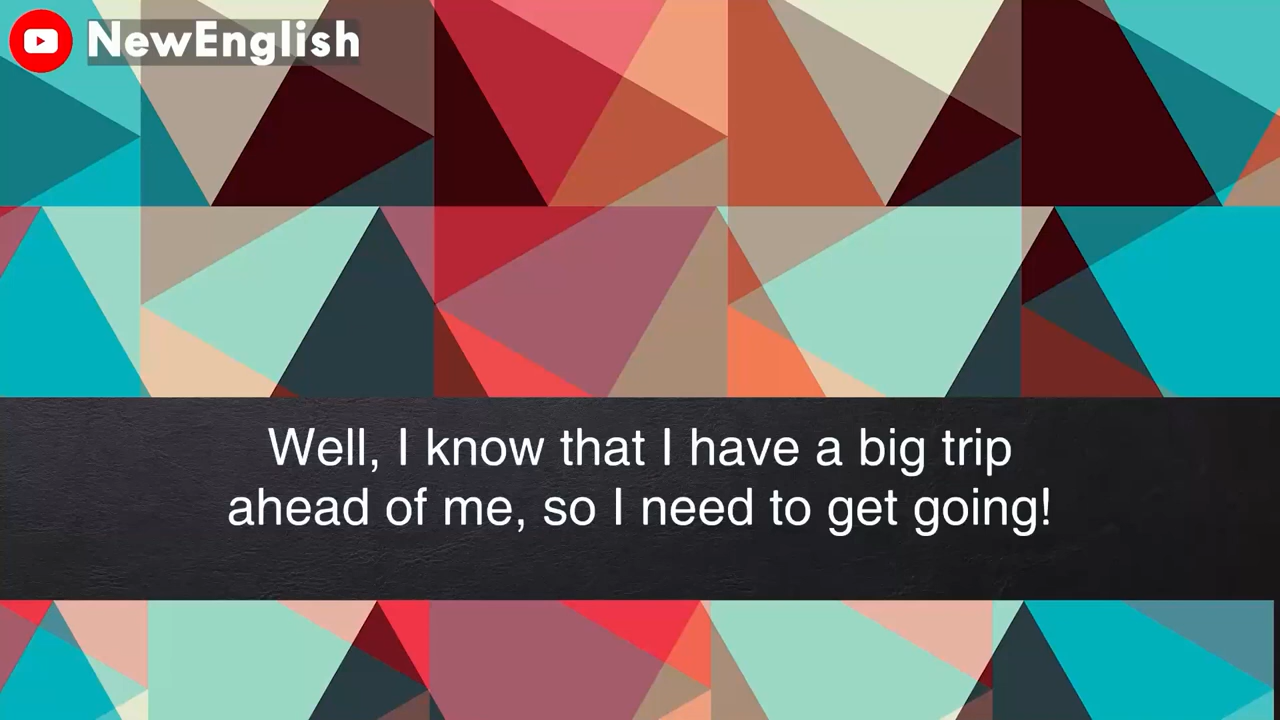 NewEnglish
Well, I know that I have a big trip
ahead of me, so I need to get going!